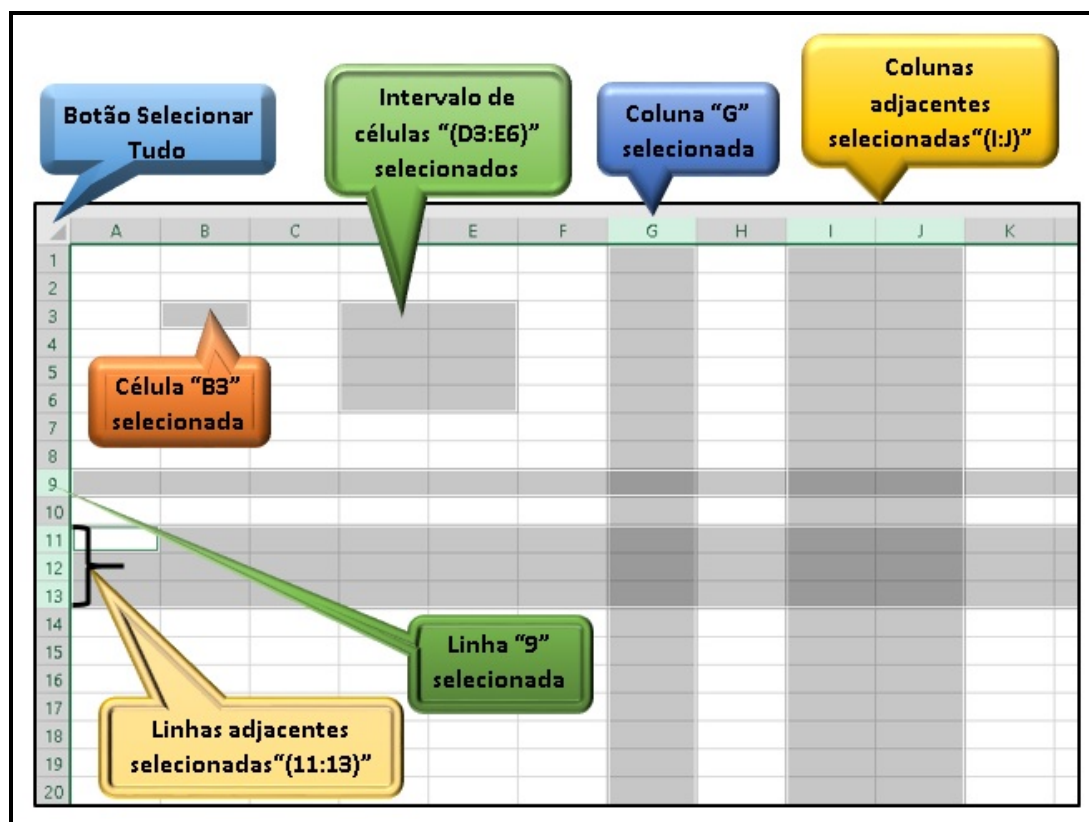 Botão Selecionar
Tudo
Intervalo de
células “(D3:E6)”
selecionados
Coluna “G”
selecionada
Colunas
adjacentes
selecionadas“(I:J)”
A B C E F G H I J K
1
2
3
4
5
6
7
8
9
10
11
12
13
14
15
16
17
18
19
20
Célula “B3”
selecionada
Linha “9”
selecionada
Linhas adjacentes
selecionadas“(11:13)”